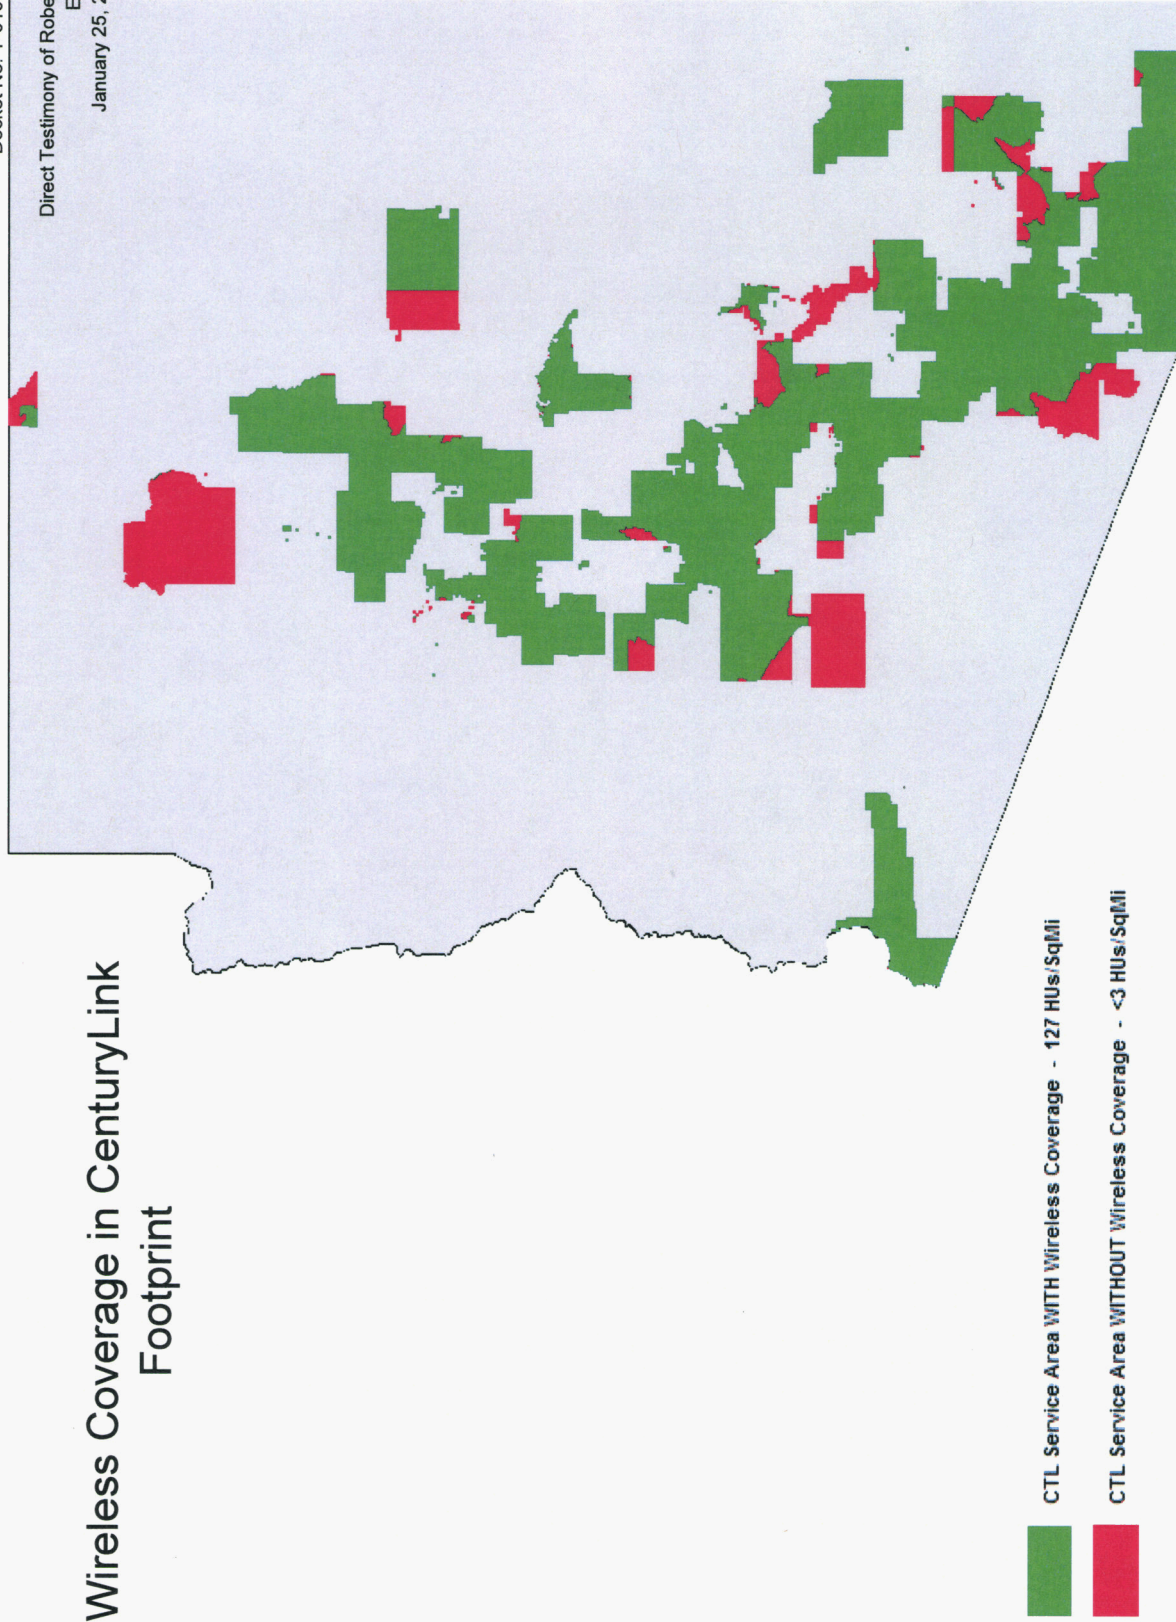 Direct Testimony of Robe
E
January 25, 2
Wireless Coverage in CenturyLink
Footprint
CTL Service Area WITH Wireless Coverage - 127 HUs/SqMi
CTL Service Area WITHOUT Wireless Coverage - <3 HUs/SqMi